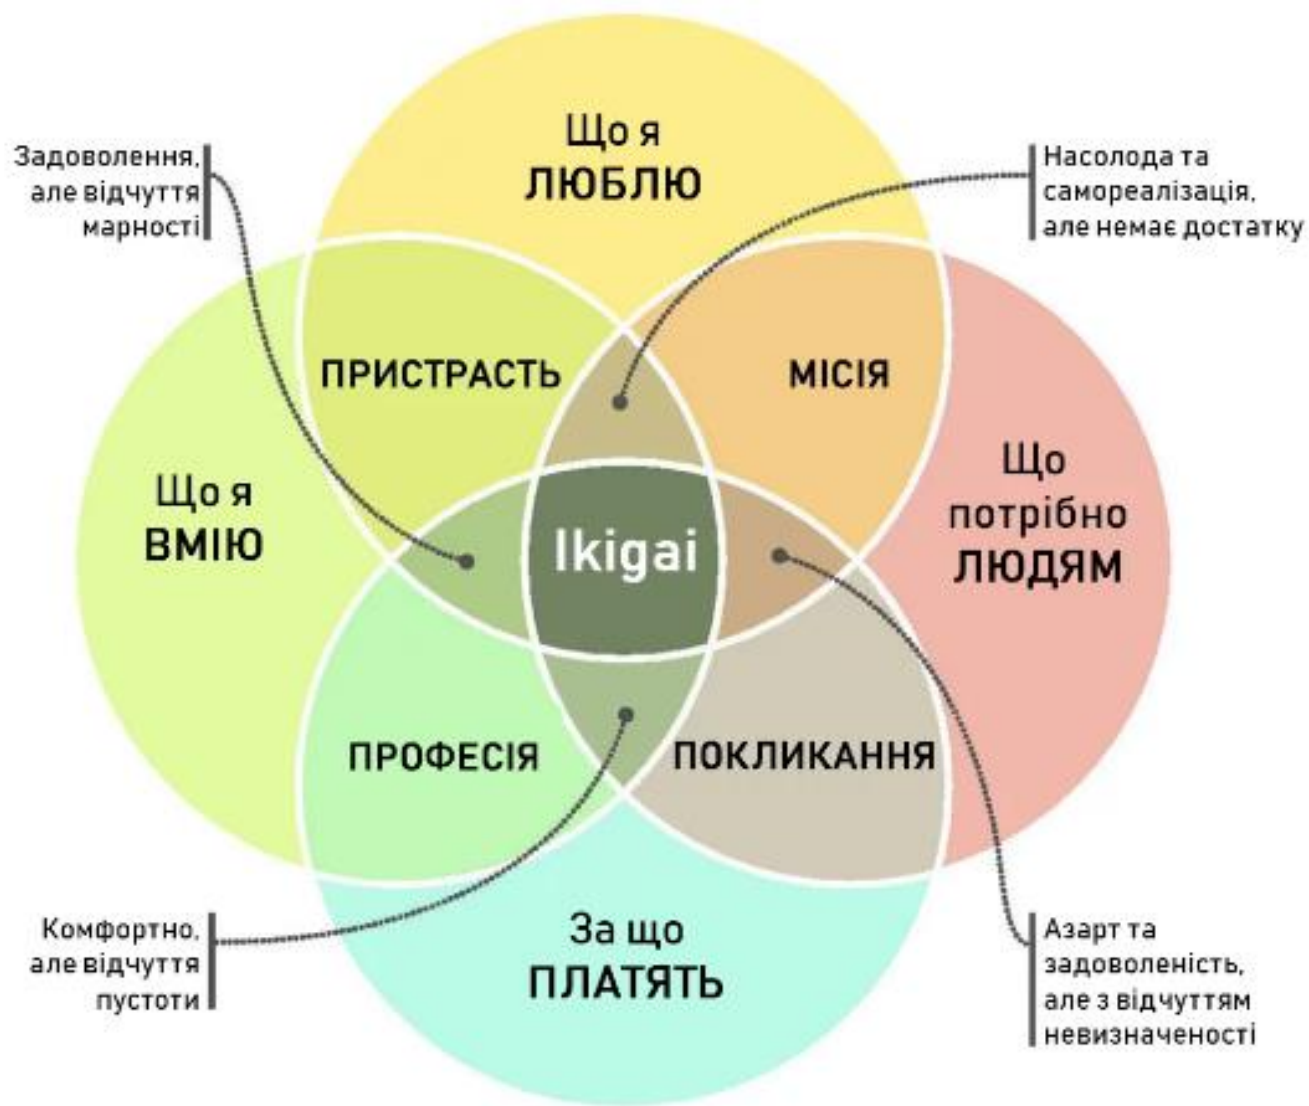 Що я
ЛЮБЛЮ
Задоволення,
але відчуття
марності
Насолода та
самореалізація,
але немає достатку
ПРИСТРАСТЬ
МІСІЯ
Що я
ВМІЮ
Ikigai
Що
потрібно
ЛЮДЯМ
ПРОФЕСІЯ
ПОКЛИКАННЯ
За що
ПЛАТЯТЬ
Комфортно,
але відчуття
пустоти
Азарт та
задоволеність,
але з відчуттям
невизначеності